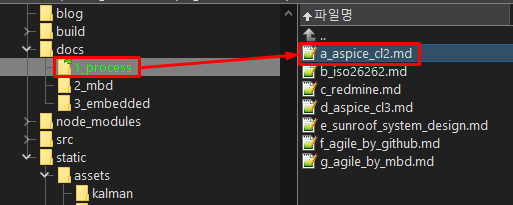 blog
build
docs
1_process
2_mbd
3_embedded
node_modules
src
static
assets
kalman
파일명
..
a_aspice_cl2.md
b_iso26262.md
c_redmine.md
d_aspice_cl3.md
e_sunroof_system_design.md
f_agile_by_github.md
g_agile_by_mbd.md